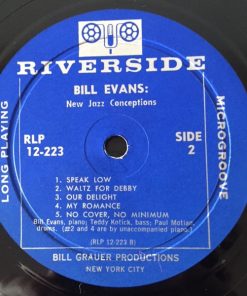 RIVERSIDE
BILL EVANS:
New Jazz Conceptions
LONG PLAYING
MICROGROOVE
RLP
12-223
SIDE
2
1. SPEAK LOW
2. WALTZ FOR DEBBY
3. OUR DELIGHT
4. MY ROMANCE
5. NO COVER, NO MINIMUM
Bill Evans, piano; Teddy Kotick, bass; Paul Motian,
drums. (#2 and 4 are by unaccompanied piano.)
(RLP 12-223 B)
BILL GRAUER PRODUCTIONS
NEW YORK CITY